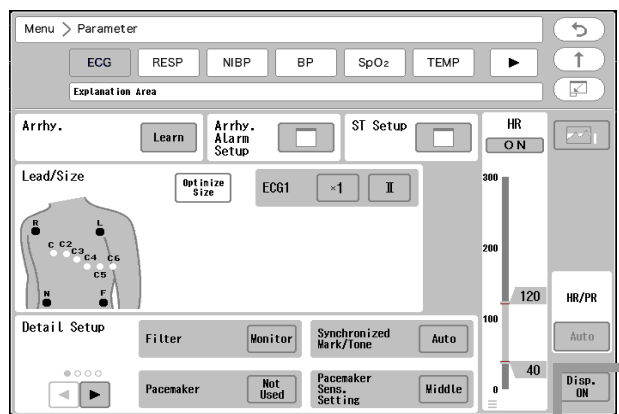 Menu > Parameter
ECG RESP NIBP BP SpO₂ TEMP
Explanation Area
Arrhy.
Learn
Arrhy.
Alarm
Setup
ST Setup
HR
ON
Lead/Size
Optimize
Size
ECG1 ×1 Ⅱ
300
R L
C C2 C3 C4 C6
C5
N F
200
120
100
HR/PR
Auto
Detail Setup
Filter Monitor
Synchronized
Mark/Tone
Auto
Pacemaker
Not
Used
Pacemaker
Sens.
Setting
Middle
40
0
Disp.
ON